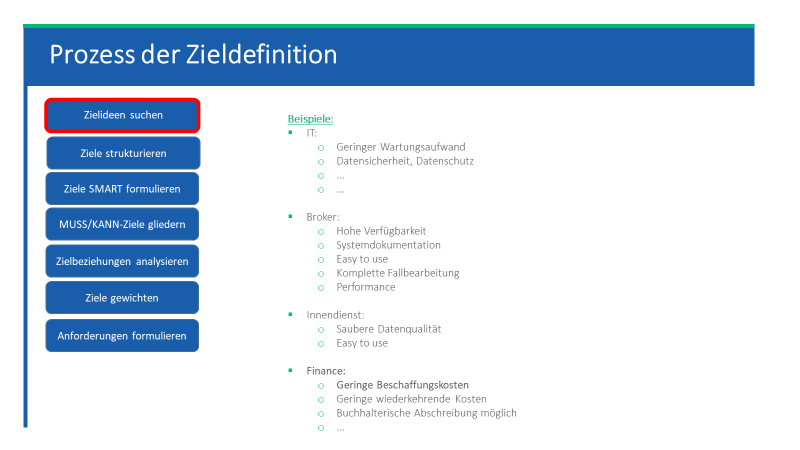 Prozess der Zieldefinition
Zielideen suchen
Ziele strukturieren
Ziele SMART formulieren
MUSS/KANN-Ziele gliedern
Zielbeziehungen analysieren
Ziele gewichten
Anforderungen formulieren
Beispiele:
IT:
Geringer Wartungsaufwand
Datensicherheit, Datenschutz
...
...
Broker:
Hohe Verfügbarkeit
Systemdokumentation
Easy to use
Komplette Fallbearbeitung
Performance
Innendienst:
Saubere Datenqualität
Easy to use
Finance:
Geringe Beschaffungskosten
Geringe wiederkehrende Kosten
Buchhalterische Abschreibung möglich
...